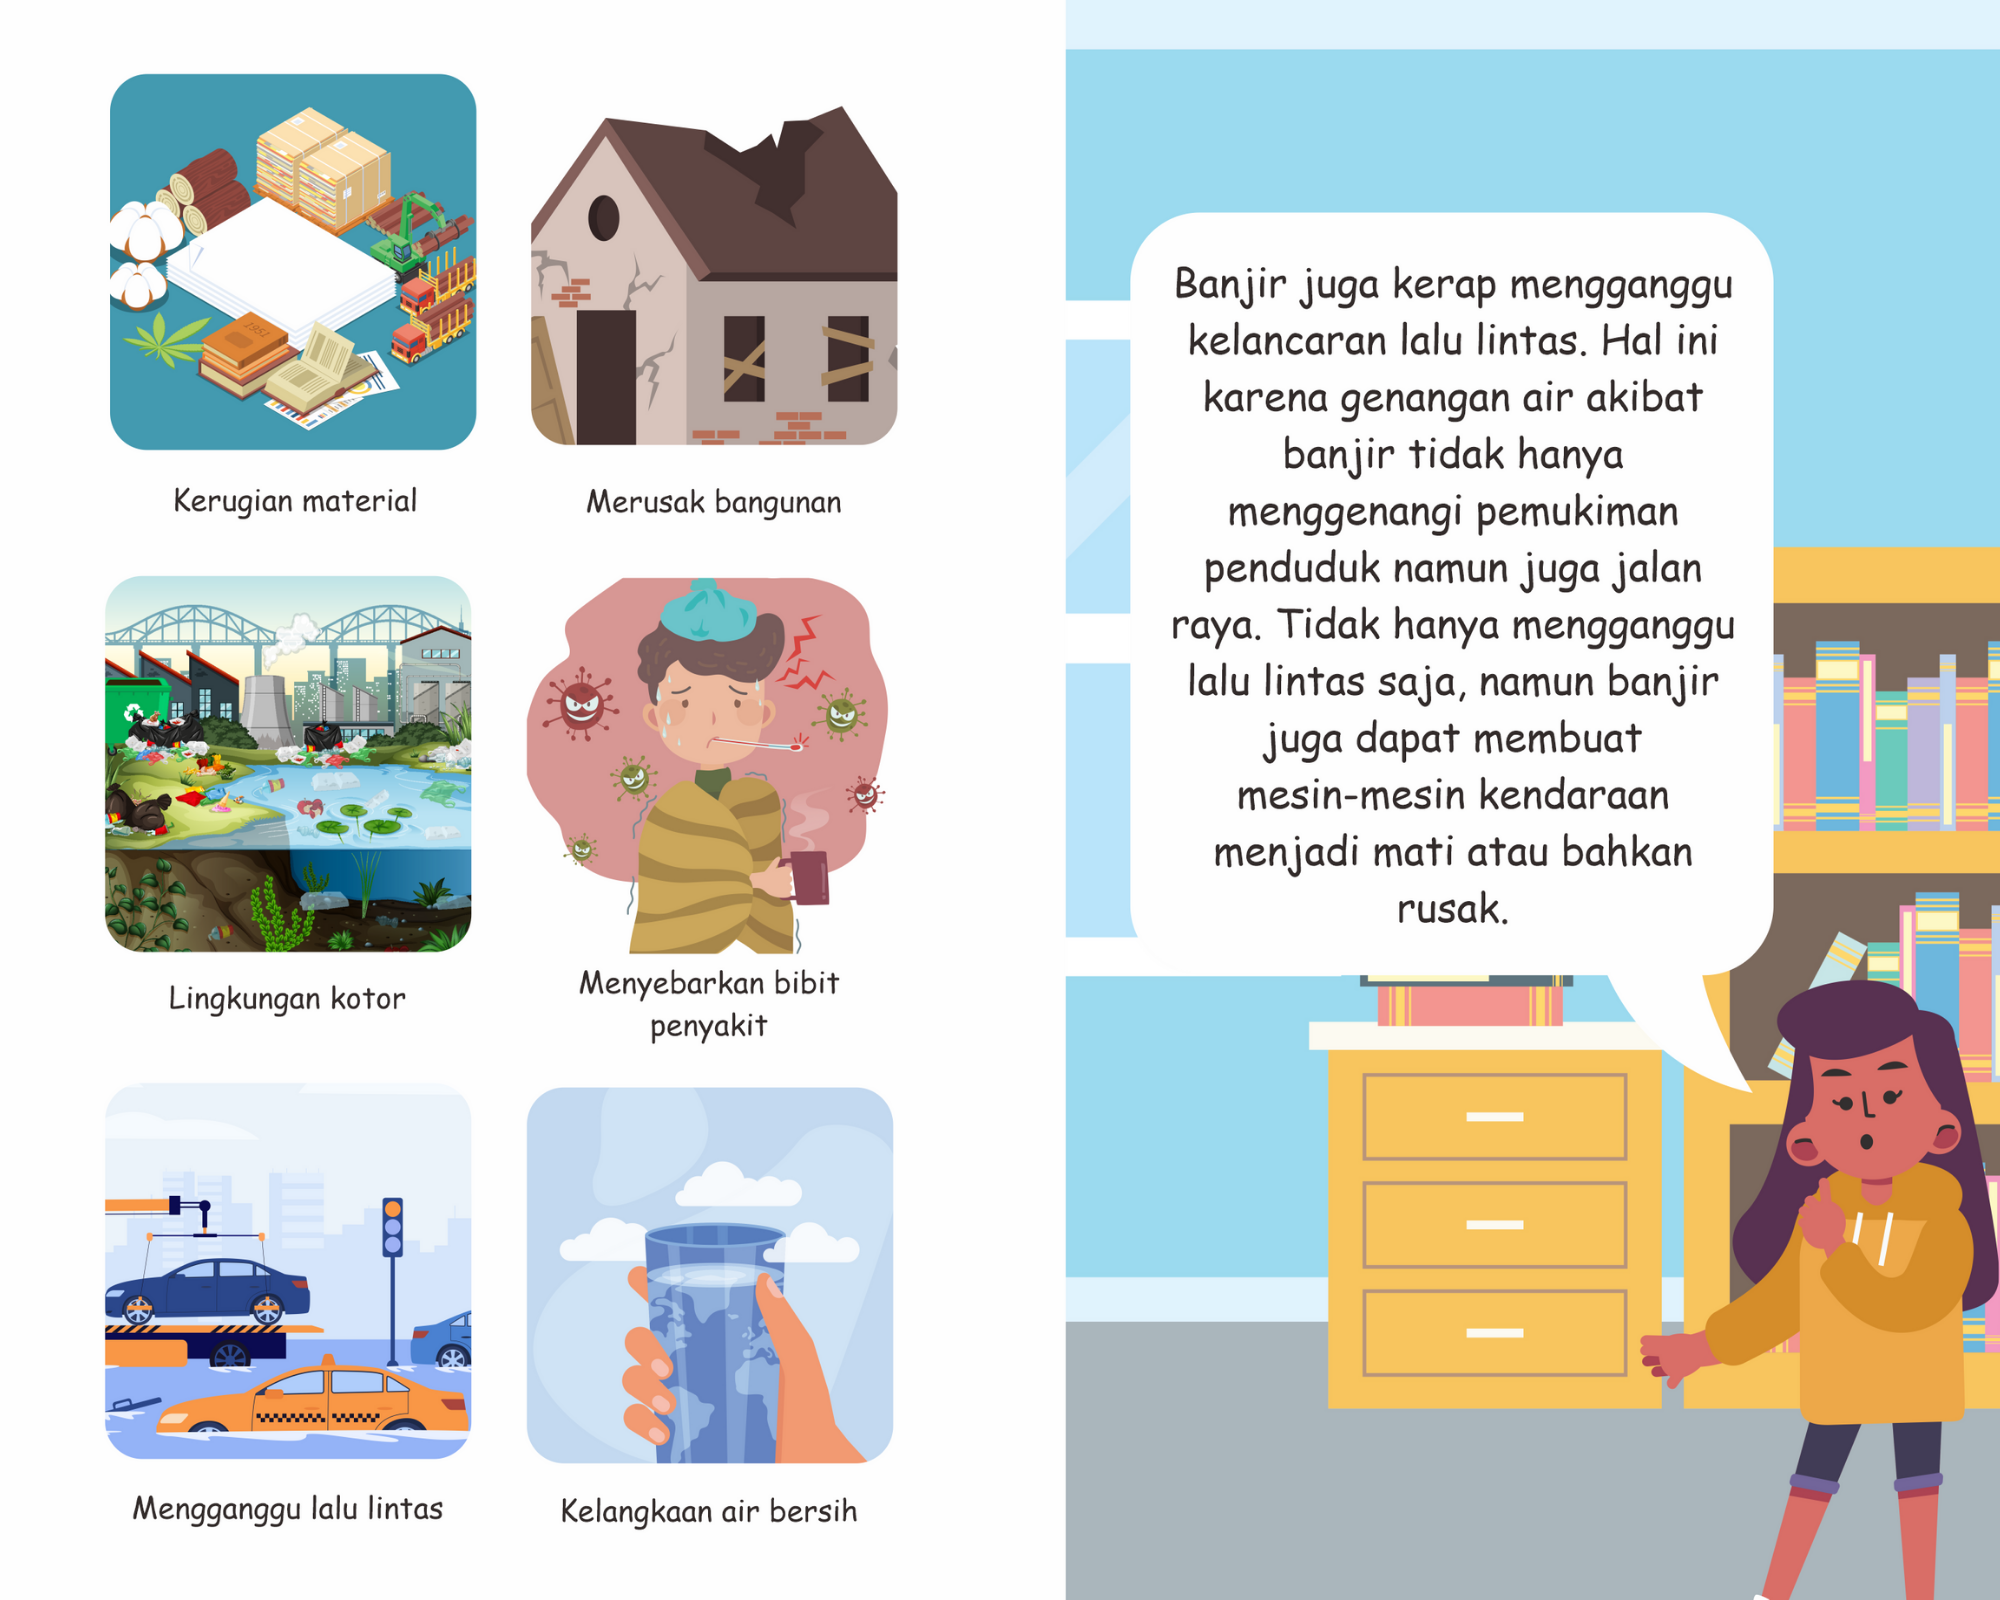 1951
Kerugian material
Merusak bangunan
Lingkungan kotor
Menyebarkan bibit
penyakit
Mengganggu lalu lintas
Kelangkaan air bersih
Banjir juga kerap mengganggu
kelancaran lalu lintas. Hal ini
karena genangan air akibat
banjir tidak hanya
menggenangi pemukiman
penduduk namun juga jalan
raya. Tidak hanya mengganggu
lalu lintas saja, namun banjir
juga dapat membuat
mesin-mesin kendaraan
menjadi mati atau bahkan
rusak.